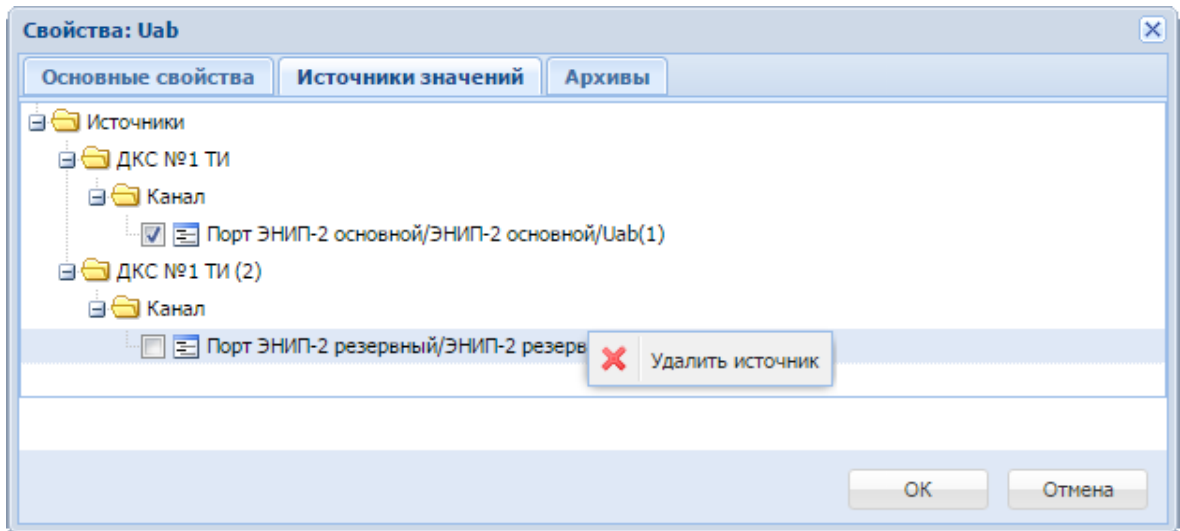 Свойства: Uab
Основные свойства Источники значений Архивы
Источники
ДКС №1 ТИ
Канал
Порт ЭНИП-2 основной/ЭНИП-2 основной/Uab(1)
ДКС №1 ТИ (2)
Канал
Порт ЭНИП-2 резервный/ЭНИП-2 резерв
Удалить источник
ОК Отмена